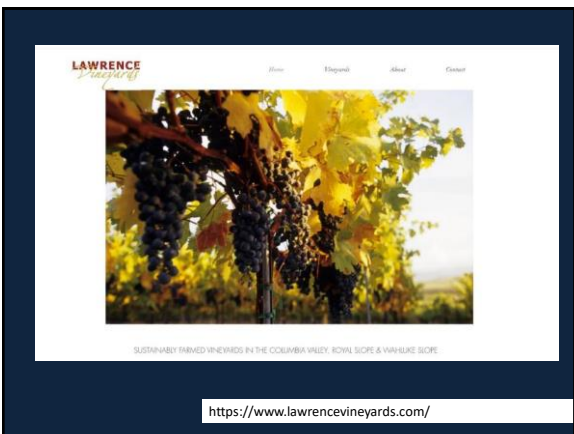 LAWRENCE
Vineyards
Home Vineyards About Contact
SUSTAINABLY FARMED VINEYARDS IN THE COLUMBIA VALLEY, ROYAL SLOPE & WAHLUKE SLOPE
https://www.lawrencevineyards.com/